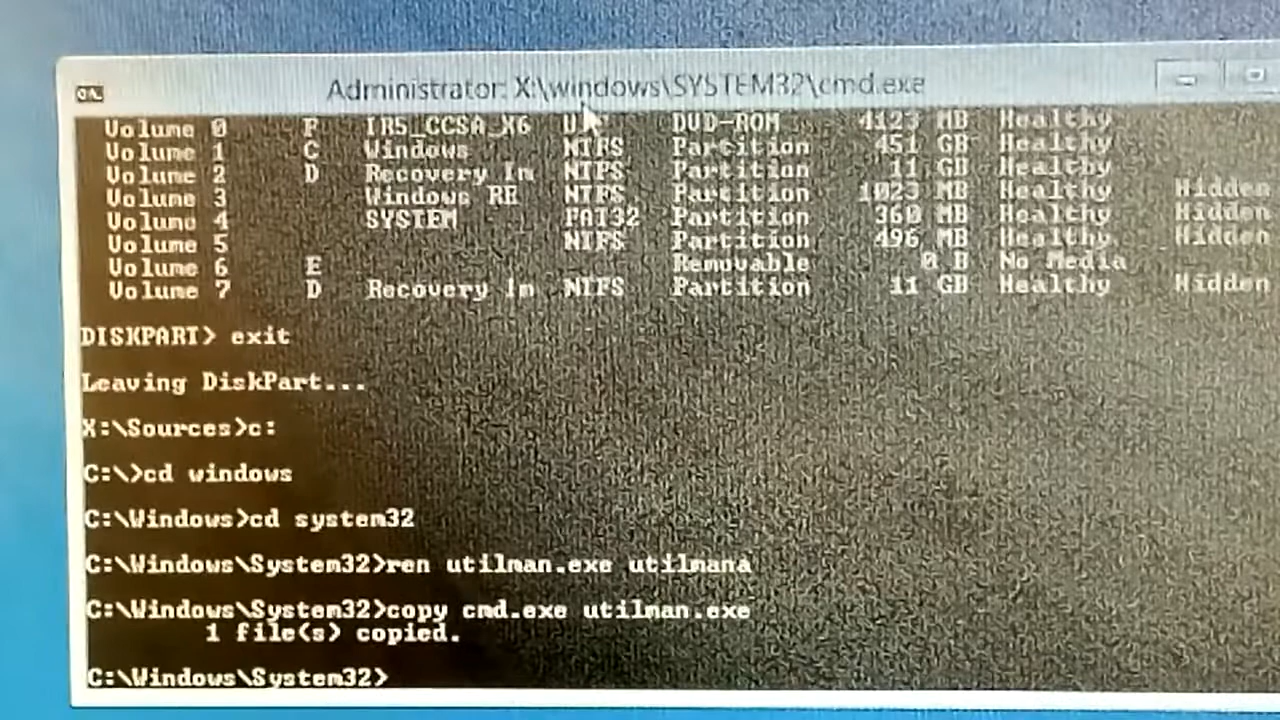 Administrator: X:\windows\SYSTEM32\cmd.exe
Volume 0 F IR5_CCSA_X6 DVD-ROM 4123 MB Healthy
Volume 1 C Windows NTFS Partition 451 GB Healthy
Volume 2 D Recovery Im NTFS Partition 11 GB Healthy
Volume 3 Windows RE NTFS Partition 1023 MB Healthy Hidden
Volume 4 SYSTEM FAT32 Partition 360 MB Healthy Hidden
Volume 5 NTFS Partition 496 MB Healthy Hidden
Volume 6 E Removable 0 B No Media
Volume 7 D Recovery Im NTFS Partition 11 GB Healthy Hidden
DISKPART> exit
Leaving DiskPart...
X:\Sources>c:
C:\>cd windows
C:\Windows>cd system32
C:\Windows\System32>ren utilman.exe utilmana
C:\Windows\System32>copy cmd.exe utilman.exe
1 file(s) copied.
C:\Windows\System32>